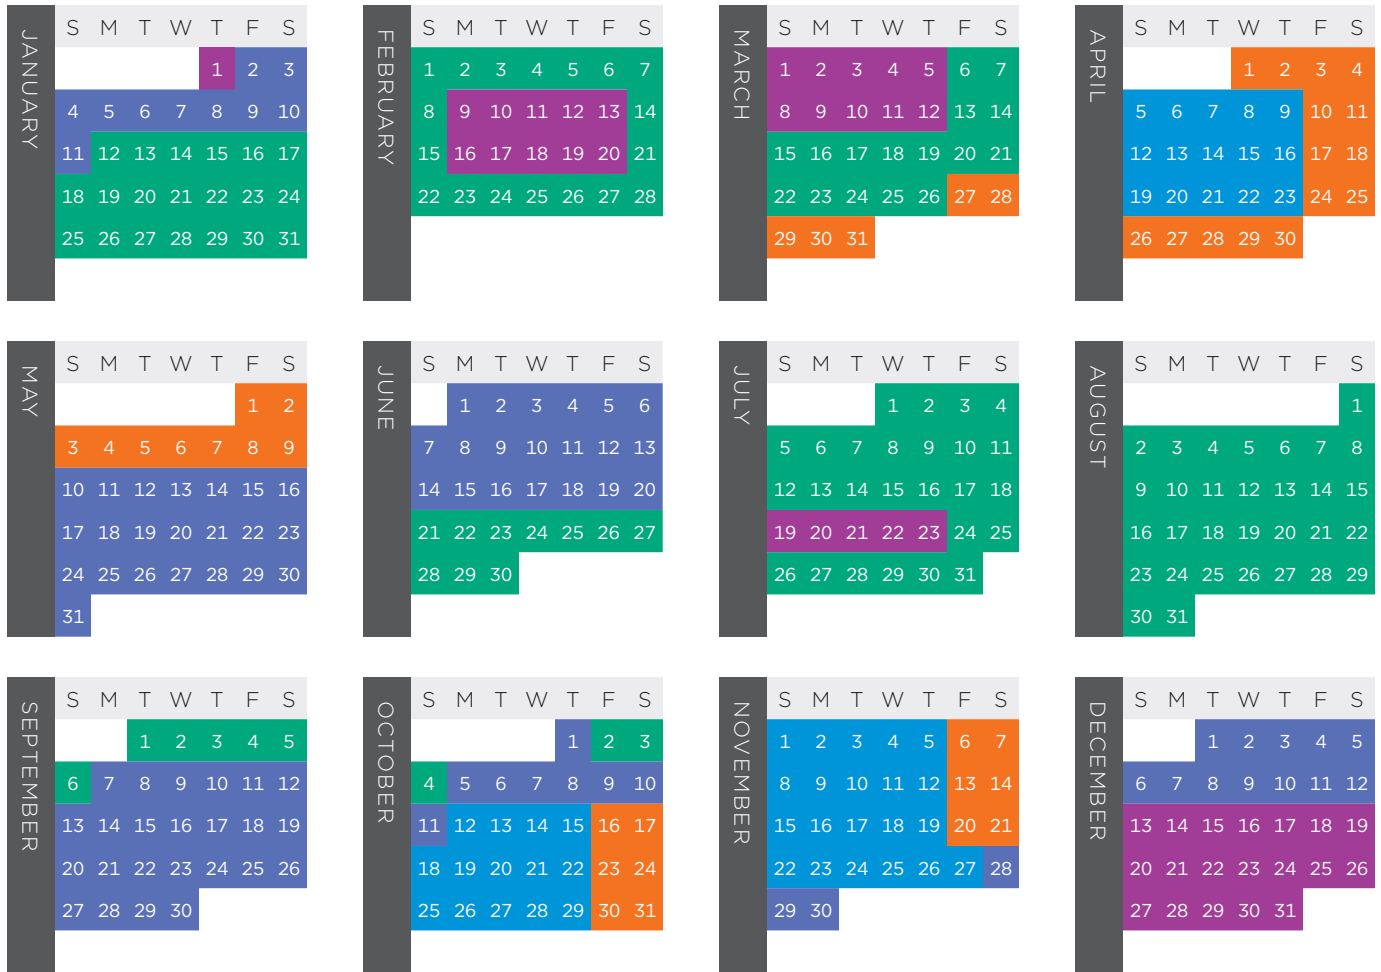 JANUARY
S M T W T F S
1 2 3
4 5 6 7 8 9 10
11 12 13 14 15 16 17
18 19 20 21 22 23 24
25 26 27 28 29 30 31
FEBRUARY
S M T W T F S
1 2 3 4 5 6 7
8 9 10 11 12 13 14
15 16 17 18 19 20 21
22 23 24 25 26 27 28
MARCH
S M T W T F S
1 2 3 4 5 6 7
8 9 10 11 12 13 14
15 16 17 18 19 20 21
22 23 24 25 26 27 28
29 30 31
APRIL
S M T W T F S
1 2 3 4
5 6 7 8 9 10 11
12 13 14 15 16 17 18
19 20 21 22 23 24 25
26 27 28 29 30
MAY
S M T W T F S
1 2
3 4 5 6 7 8 9
10 11 12 13 14 15 16
17 18 19 20 21 22 23
24 25 26 27 28 29 30
31
JUNE
S M T W T F S
1 2 3 4 5 6
7 8 9 10 11 12 13
14 15 16 17 18 19 20
21 22 23 24 25 26 27
28 29 30
JULY
S M T W T F S
1 2 3 4
5 6 7 8 9 10 11
12 13 14 15 16 17 18
19 20 21 22 23 24 25
26 27 28 29 30 31
AUGUST
S M T W T F S
1
2 3 4 5 6 7 8
9 10 11 12 13 14 15
16 17 18 19 20 21 22
23 24 25 26 27 28 29
30 31
SEPTEMBER
S M T W T F S
1 2 3 4 5
6 7 8 9 10 11 12
13 14 15 16 17 18 19
20 21 22 23 24 25 26
27 28 29 30
OCTOBER
S M T W T F S
1 2 3
4 5 6 7 8 9 10
11 12 13 14 15 16 17
18 19 20 21 22 23 24
25 26 27 28 29 30 31
NOVEMBER
S M T W T F S
1 2 3 4 5 6 7
8 9 10 11 12 13 14
15 16 17 18 19 20 21
22 23 24 25 26 27 28
29 30
DECEMBER
S M T W T F S
1 2 3 4 5
6 7 8 9 10 11 12
13 14 15 16 17 18 19
20 21 22 23 24 25 26
27 28 29 30 31